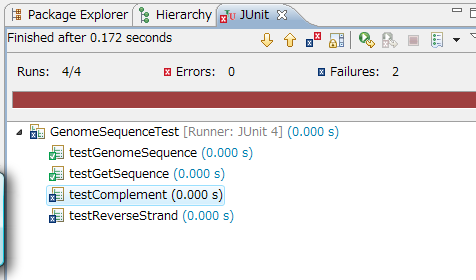 Package Explorer Hierarchy JUnit
Finished after 0.172 seconds
Runs: 4/4 Errors: 0 Failures: 2
GenomeSequenceTest [Runner: JUnit 4] (0.000 s)
testGenomeSequence (0.000 s)
testGetSequence (0.000 s)
testComplement (0.000 s)
testReverseStrand (0.000 s)